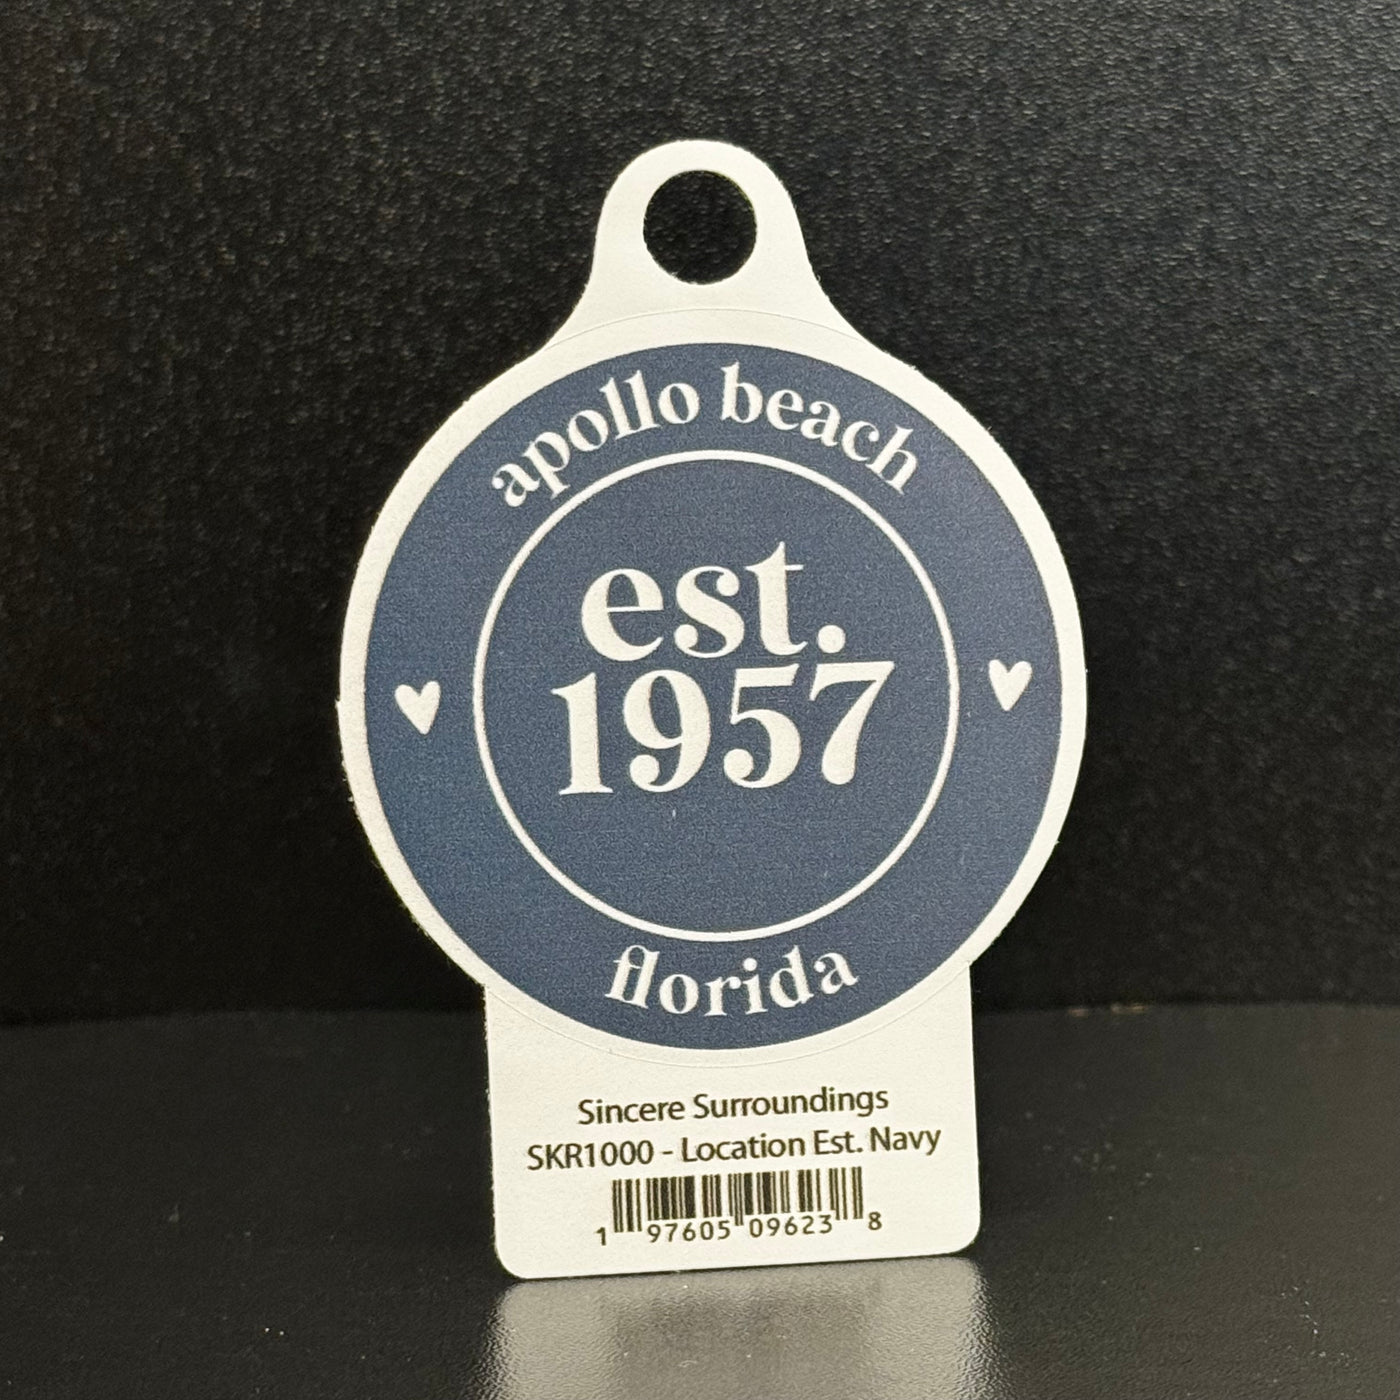 apollo beach
est.
1957
florida
Sincere Surroundings
SKR1000 - Location Est. Navy
1 97605 09623 8